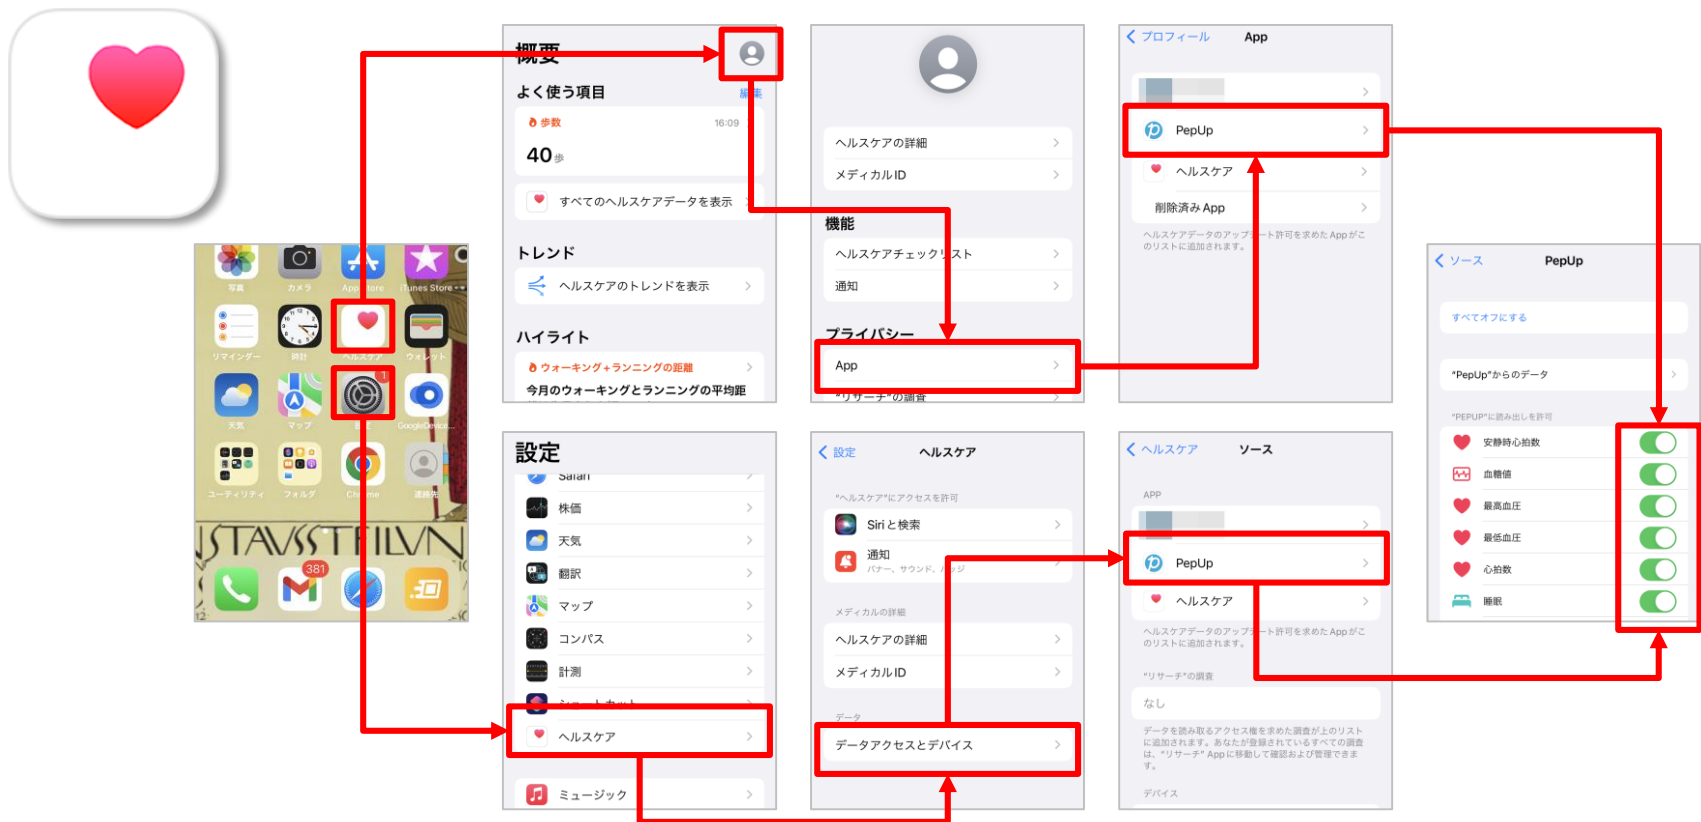 写真
カメラ
App Store
iTunes Store
リマインダー
時計
ヘルスケア
ウォレット
天気
マップ
1
設定
GoogleDevice...
ユーティリティ
フォルダ
Chrome
連絡先
381
概要
よく使う項目
編集
歩数
16:09
40歩
すべてのヘルスケアデータを表示
トレンド
ヘルスケアのトレンドを表示
ハイライト
ウォーキング+ランニングの距離
今月のウォーキングとランニングの平均距
ヘルスケアの詳細
メディカルID
機能
ヘルスケアチェックリスト
通知
プライバシー
App
"リサーチ"の調査
プロフィール
App
PepUp
ヘルスケア
削除済みApp
ヘルスケアデータのアップデート許可を求めたAppがこ
のリストに追加されます。
設定
Safari
株価
天気
翻訳
マップ
コンパス
計測
ショートカット
ヘルスケア
ミュージック
設定
ヘルスケア
"ヘルスケア"にアクセスを許可
Siriと検索
通知
バナー、サウンド、バッジ
メディカルの詳細
ヘルスケアの詳細
メディカルID
データ
データアクセスとデバイス
ヘルスケア
ソース
APP
PepUp
ヘルスケア
ヘルスケアデータのアップデート許可を求めたAppがこ
のリストに追加されます。
"リサーチ"の調査
なし
データを読み取るアクセス権を求めた調査が上のリスト
に追加されます。あなたが登録されているすべての調査
は、"リサーチ" Appに移動して確認および管理できま
す。
デバイス
ソース
PepUp
すべてオフにする
"PepUp"からのデータ
"PEPUP"に読み出しを許可
安静時心拍数
血糖値
最高血圧
最低血圧
心拍数
睡眠